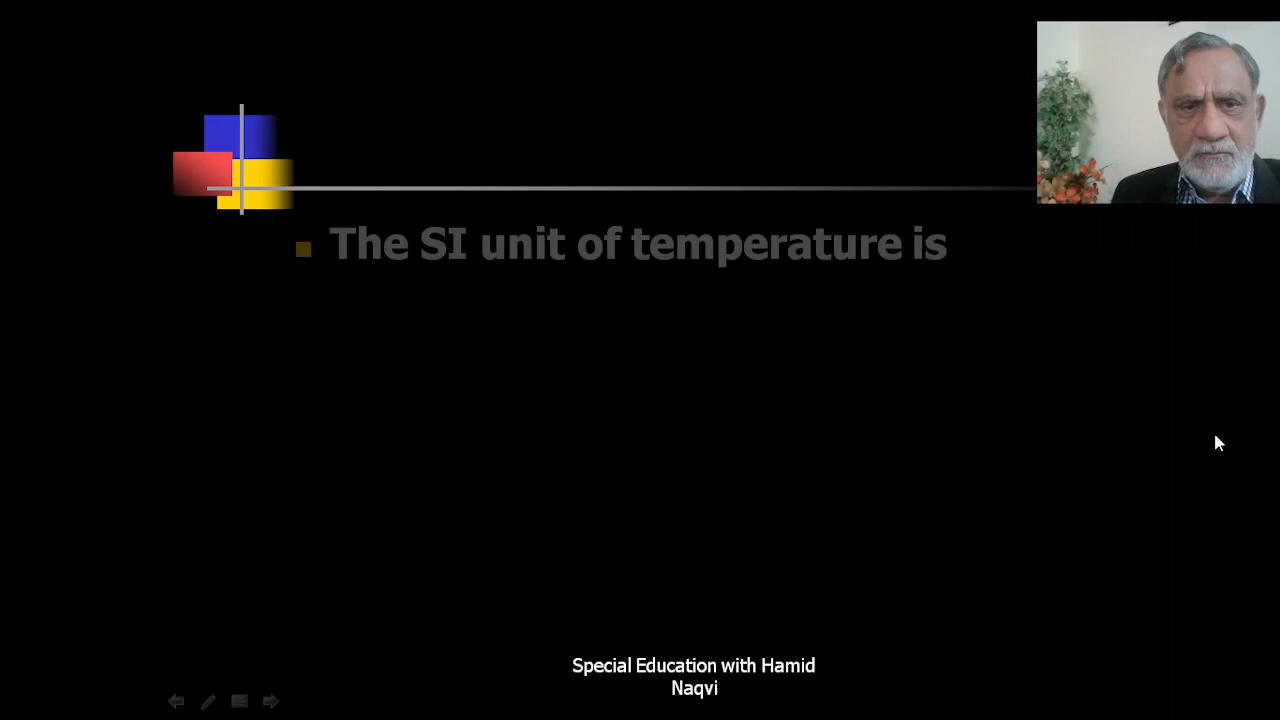 The SI unit of temperature is
Special Education with Hamid
Naqvi